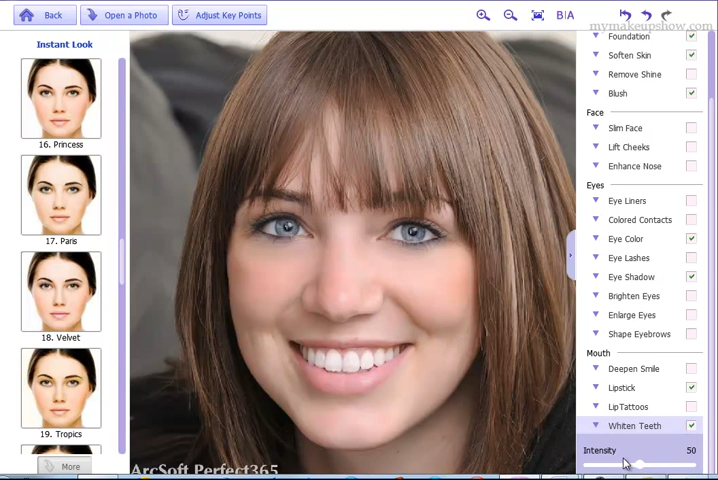 Back
Open a Photo
Adjust Key Points
B|A
mymakeupshow.com
Instant Look
16. Princess
17. Paris
18. Velvet
19. Tropics
More
Foundation
Soften Skin
Remove Shine
Blush
Face
Slim Face
Lift Cheeks
Enhance Nose
Eyes
Eye Liners
Colored Contacts
Eye Color
Eye Lashes
Eye Shadow
Brighten Eyes
Enlarge Eyes
Shape Eyebrows
Mouth
Deepen Smile
Lipstick
LipTattoos
Whiten Teeth
Intensity 50
ArcSoft Perfect365